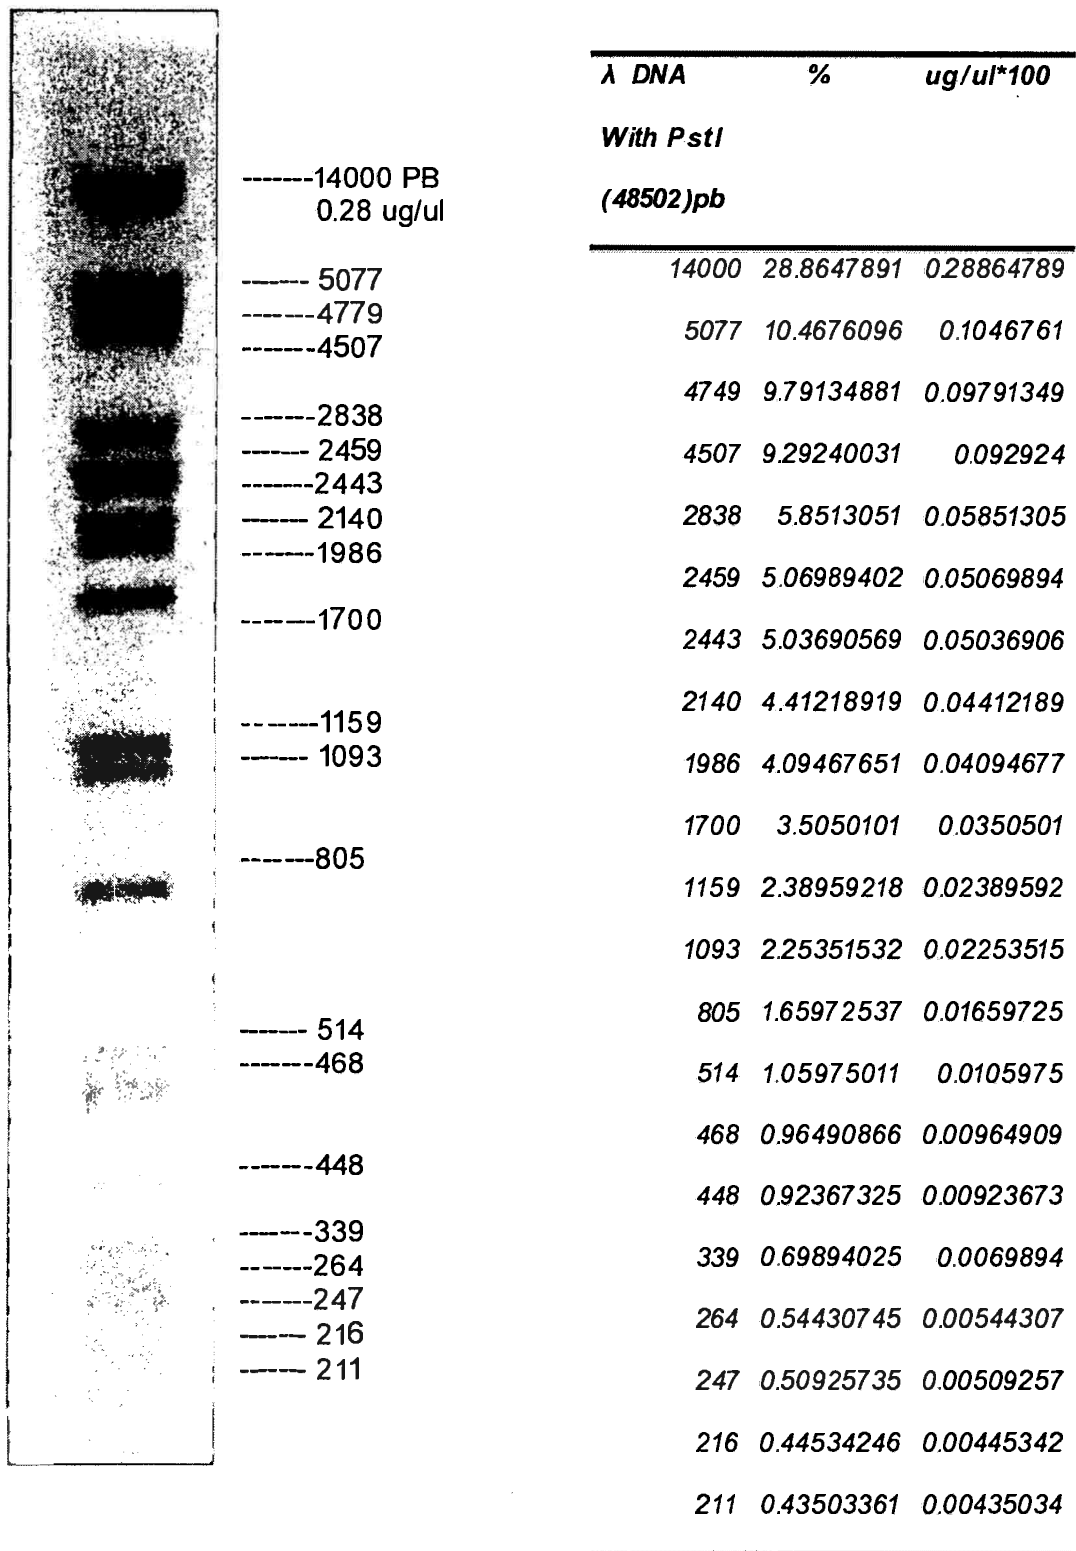 -------14000 PB
0.28 ug/ul
------- 5077
-------4779
-------4507
-------2838
------- 2459
-------2443
------- 2140
-------1986
-------1700
--------1159
------- 1093
-------805
------- 514
-------468
-------448
-------339
-------264
-------247
------- 216
------- 211
λ DNA % ug/ul*100
With PstI
(48502)pb
14000 28.8647891 0.28864789
5077 10.4676096 0.1046761
4749 9.79134881 0.09791349
4507 9.29240031 0.092924
2838 5.8513051 0.05851305
2459 5.06989402 0.05069894
2443 5.03690569 0.05036906
2140 4.41218919 0.04412189
1986 4.09467651 0.04094677
1700 3.5050101 0.0350501
1159 2.38959218 0.02389592
1093 2.25351532 0.02253515
805 1.65972537 0.01659725
514 1.05975011 0.0105975
468 0.96490866 0.00964909
448 0.92367325 0.00923673
339 0.69894025 0.0069894
264 0.54430745 0.00544307
247 0.50925735 0.00509257
216 0.44534246 0.00445342
211 0.43503361 0.00435034